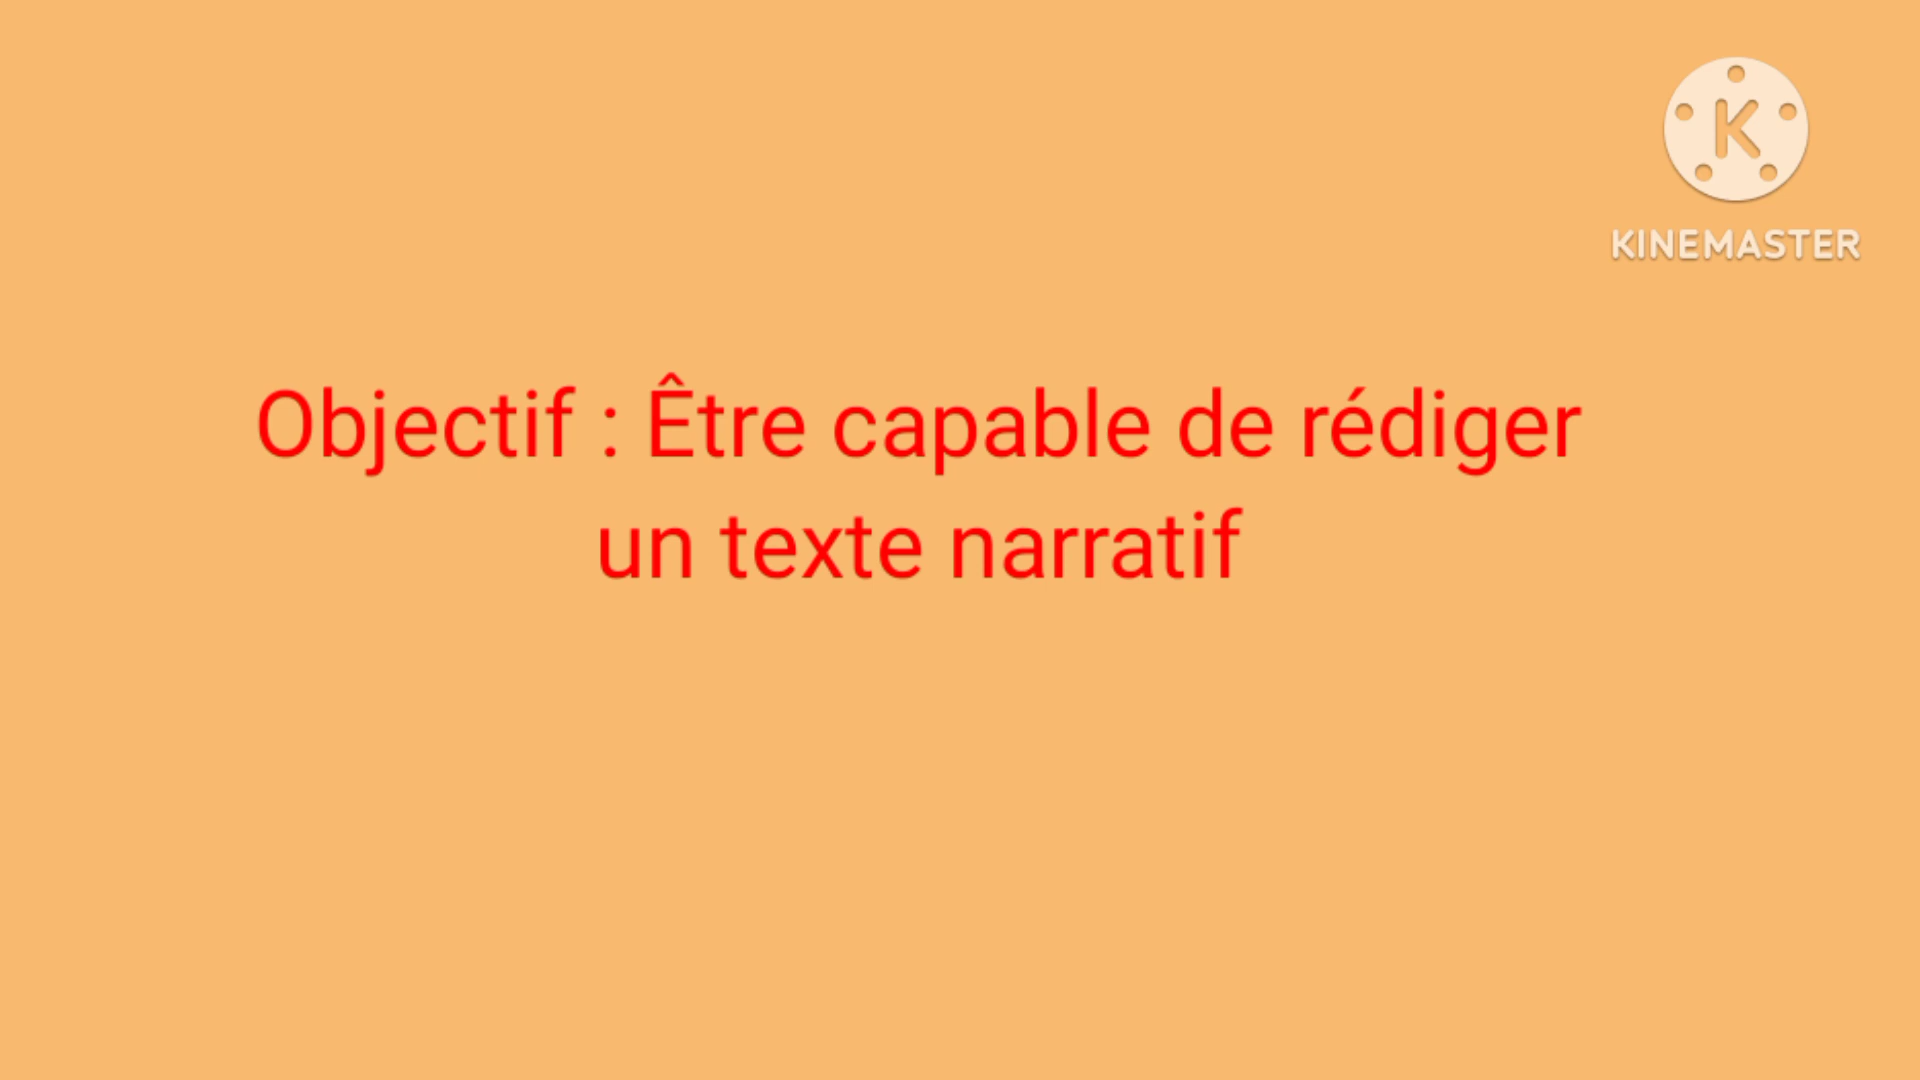 K
KINEMASTER
Objectif : Être capable de rédiger
un texte narratif